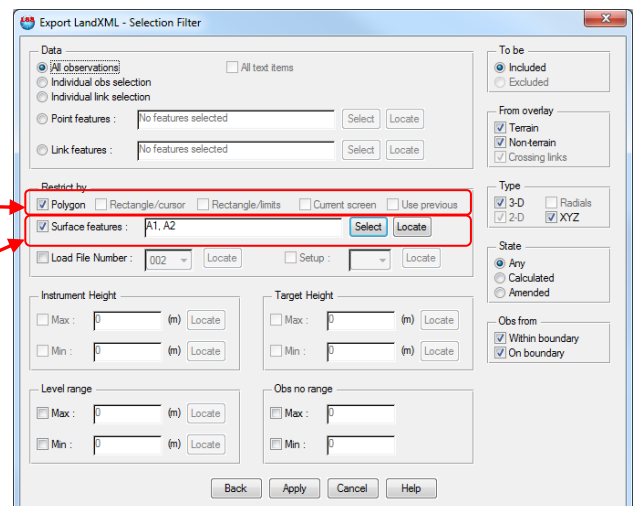 LSS Export LandXML - Selection Filter
Data
All observations
All text items
Individual obs selection
Individual link selection
Point features :
No features selected
Select
Locate
Link features :
No features selected
Select
Locate
Restrict by
Polygon
Rectangle/cursor
Rectangle/limits
Current screen
Use previous
Surface features :
A1, A2
Select
Locate
Load File Number :
002
Locate
Setup :
Locate
Instrument Height
Max :
0
(m)
Locate
Min :
0
(m)
Locate
Target Height
Max :
0
(m)
Locate
Min :
0
(m)
Locate
Level range
Max :
0
(m)
Locate
Min :
0
(m)
Locate
Obs no range
Max :
0
Min :
0
To be
Included
Excluded
From overlay
Terrain
Non-terrain
Crossing links
Type
3-D
Radials
2-D
XYZ
State
Any
Calculated
Amended
Obs from
Within boundary
On boundary
Back
Apply
Cancel
Help